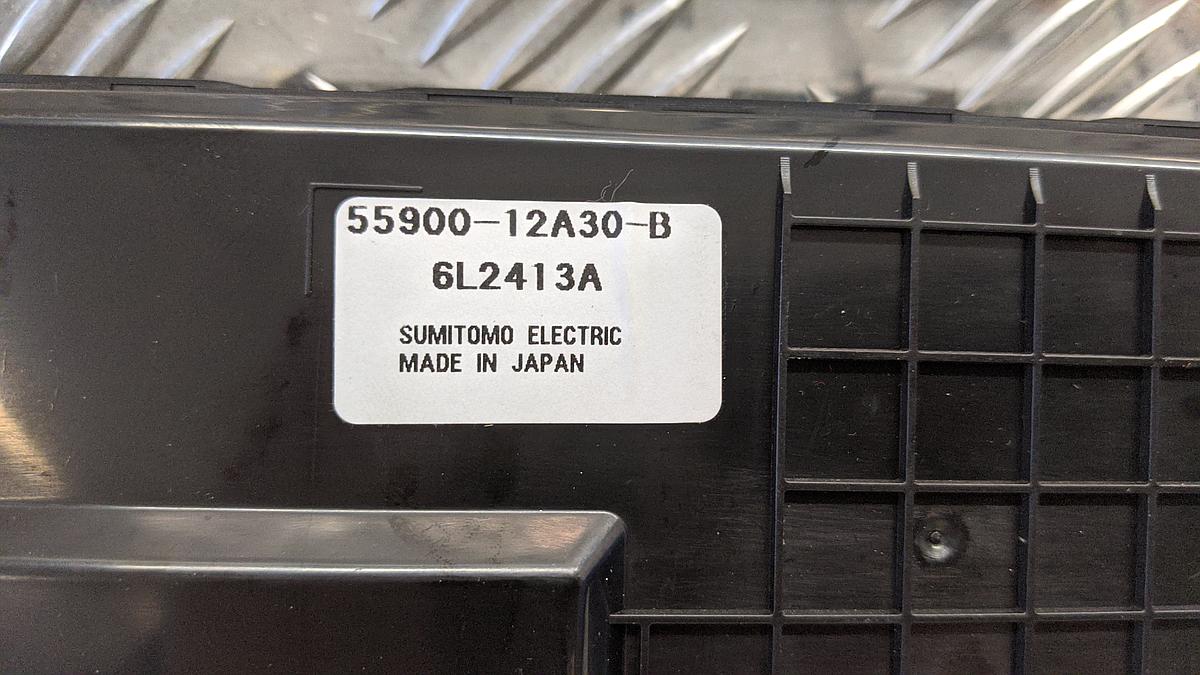 55900-12A30-B
6L2413A
SUMITOMO ELECTRIC
MADE IN JAPAN